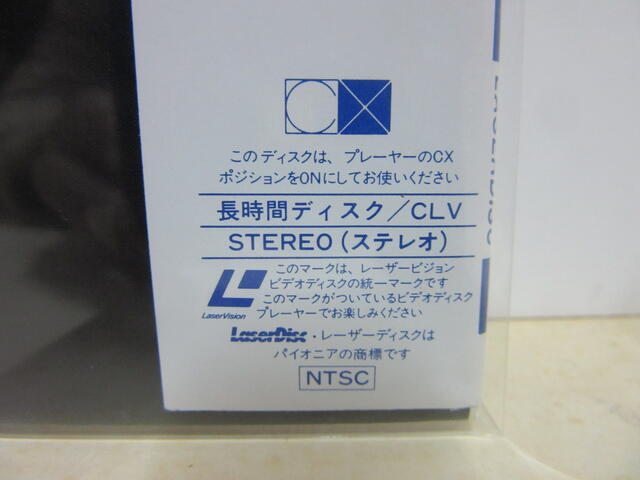 CX
このディスクは、プレーヤーのCX
ポジションをONにしてお使いください
長時間ディスク/CLV
STEREO(ステレオ)
このマークは、レーザービジョン
ビデオディスクの統一マークです
このマークがついているビデオディスク
プレーヤーでお楽しみください
LaserVision
LaserDisc・レーザーディスクは
パイオニアの商標です
NTSC
LASERDISC